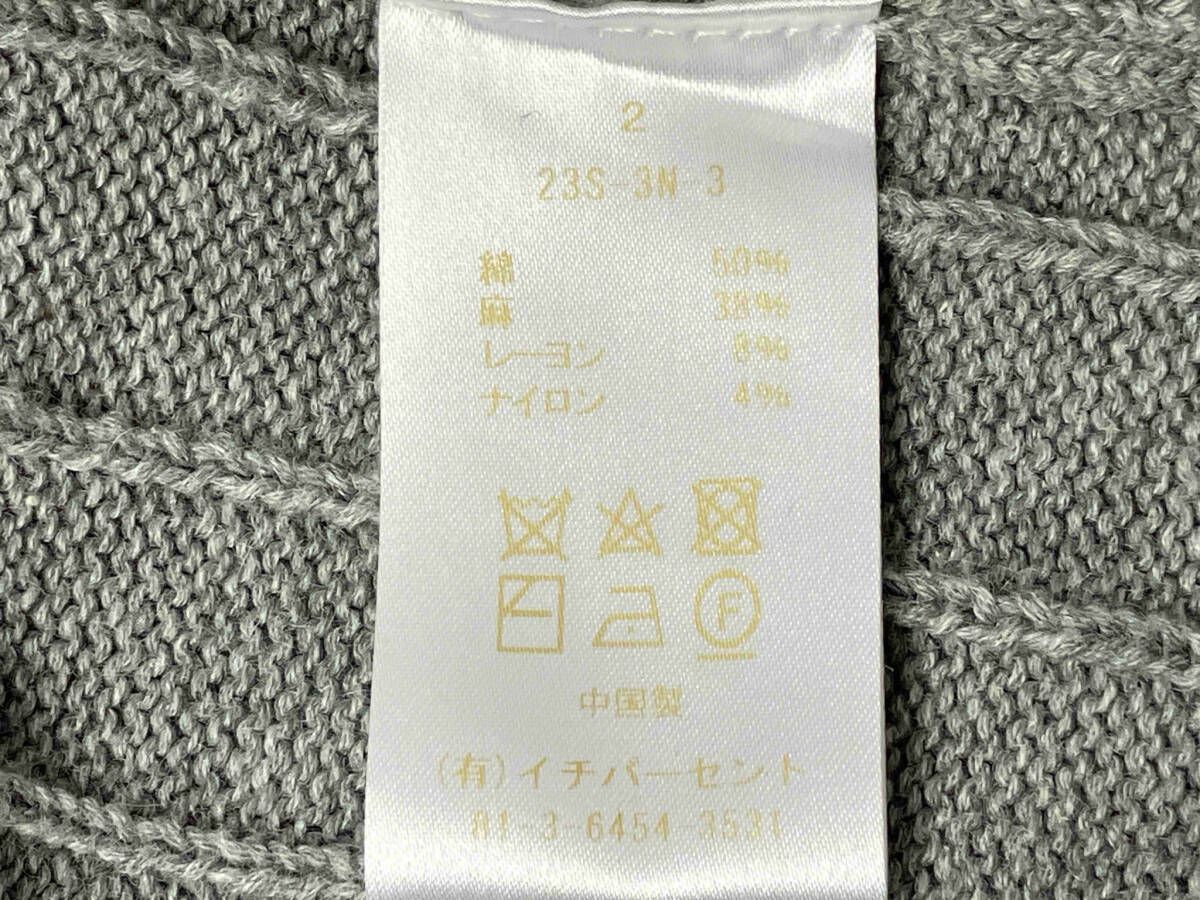 2
23S-3N-3
綿 50%
麻 38%
レーヨン 8%
ナイロン 4%
F
中国製
(有)イチパーセント
81-3-6454-3531